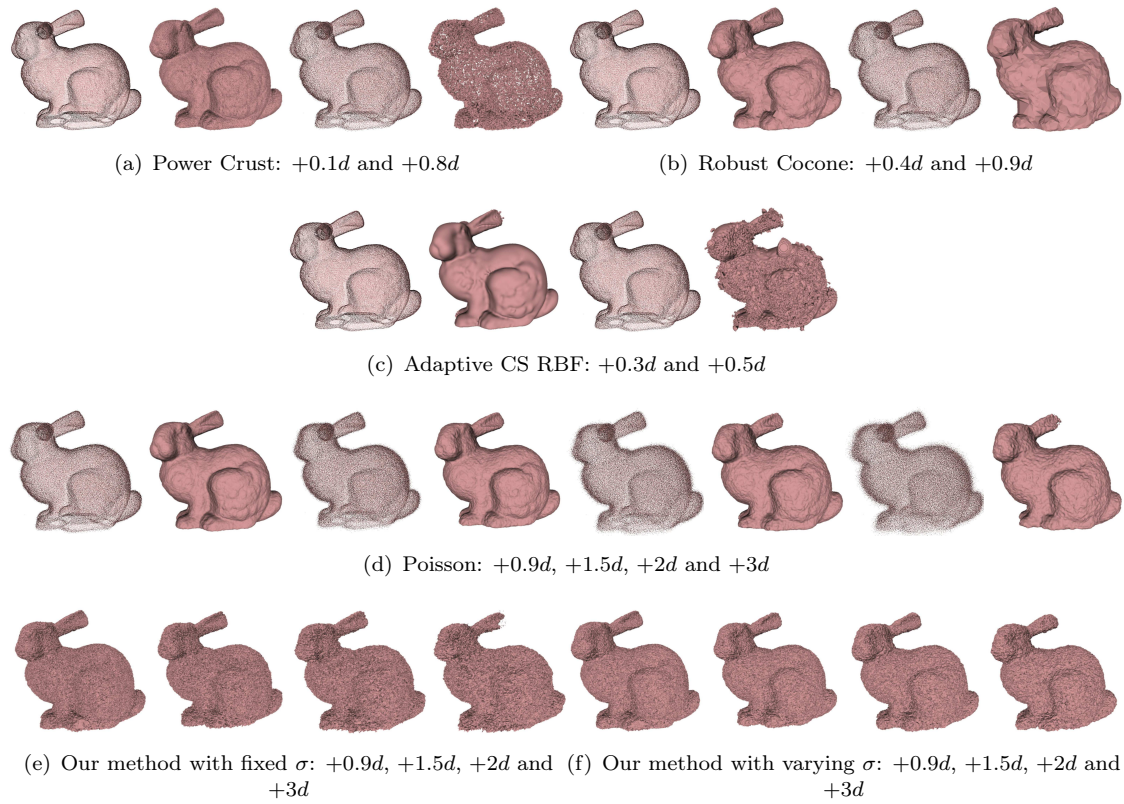 (a) Power Crust: +0.1d and +0.8d
(b) Robust Cocone: +0.4d and +0.9d
(c) Adaptive CS RBF: +0.3d and +0.5d
(d) Poisson: +0.9d, +1.5d, +2d and +3d
(e) Our method with fixed σ: +0.9d, +1.5d, +2d and
+3d
(f) Our method with varying σ: +0.9d, +1.5d, +2d and
+3d